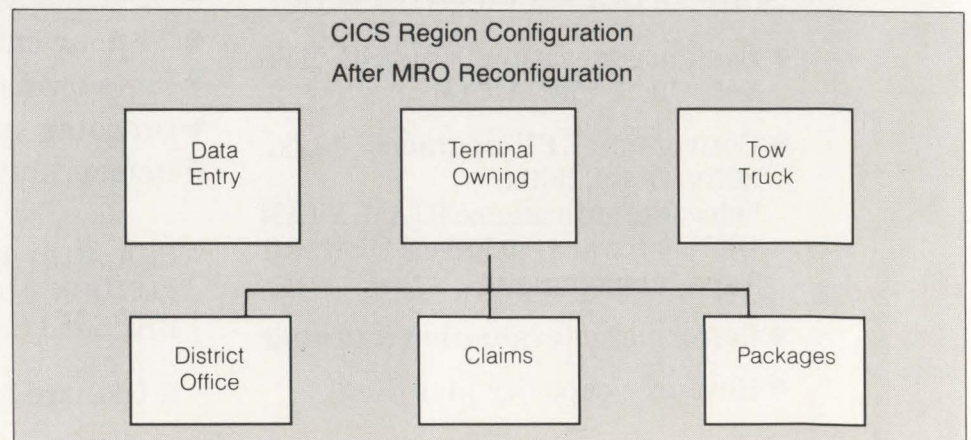 CICS Region Configuration
After MRO Reconfiguration
Data
Entry
Terminal
Owning
Tow
Truck
District
Office
Claims
Packages